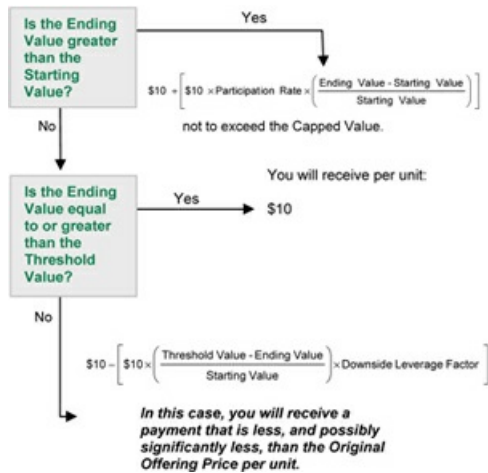 Is the Ending
Value greater
than the
Starting
Value?
Yes
$10 + [ $10 × Participation Rate × ( Ending Value - Starting Value / Starting Value ) ]
not to exceed the Capped Value.
No
You will receive per unit:
Is the Ending
Value equal
to or greater
than the
Threshold
Value?
Yes
$10
No
$10 – [ $10 × ( Threshold Value - Ending Value / Starting Value ) × Downside Leverage Factor ]
In this case, you will receive a
payment that is less, and possibly
significantly less, than the Original
Offering Price per unit.